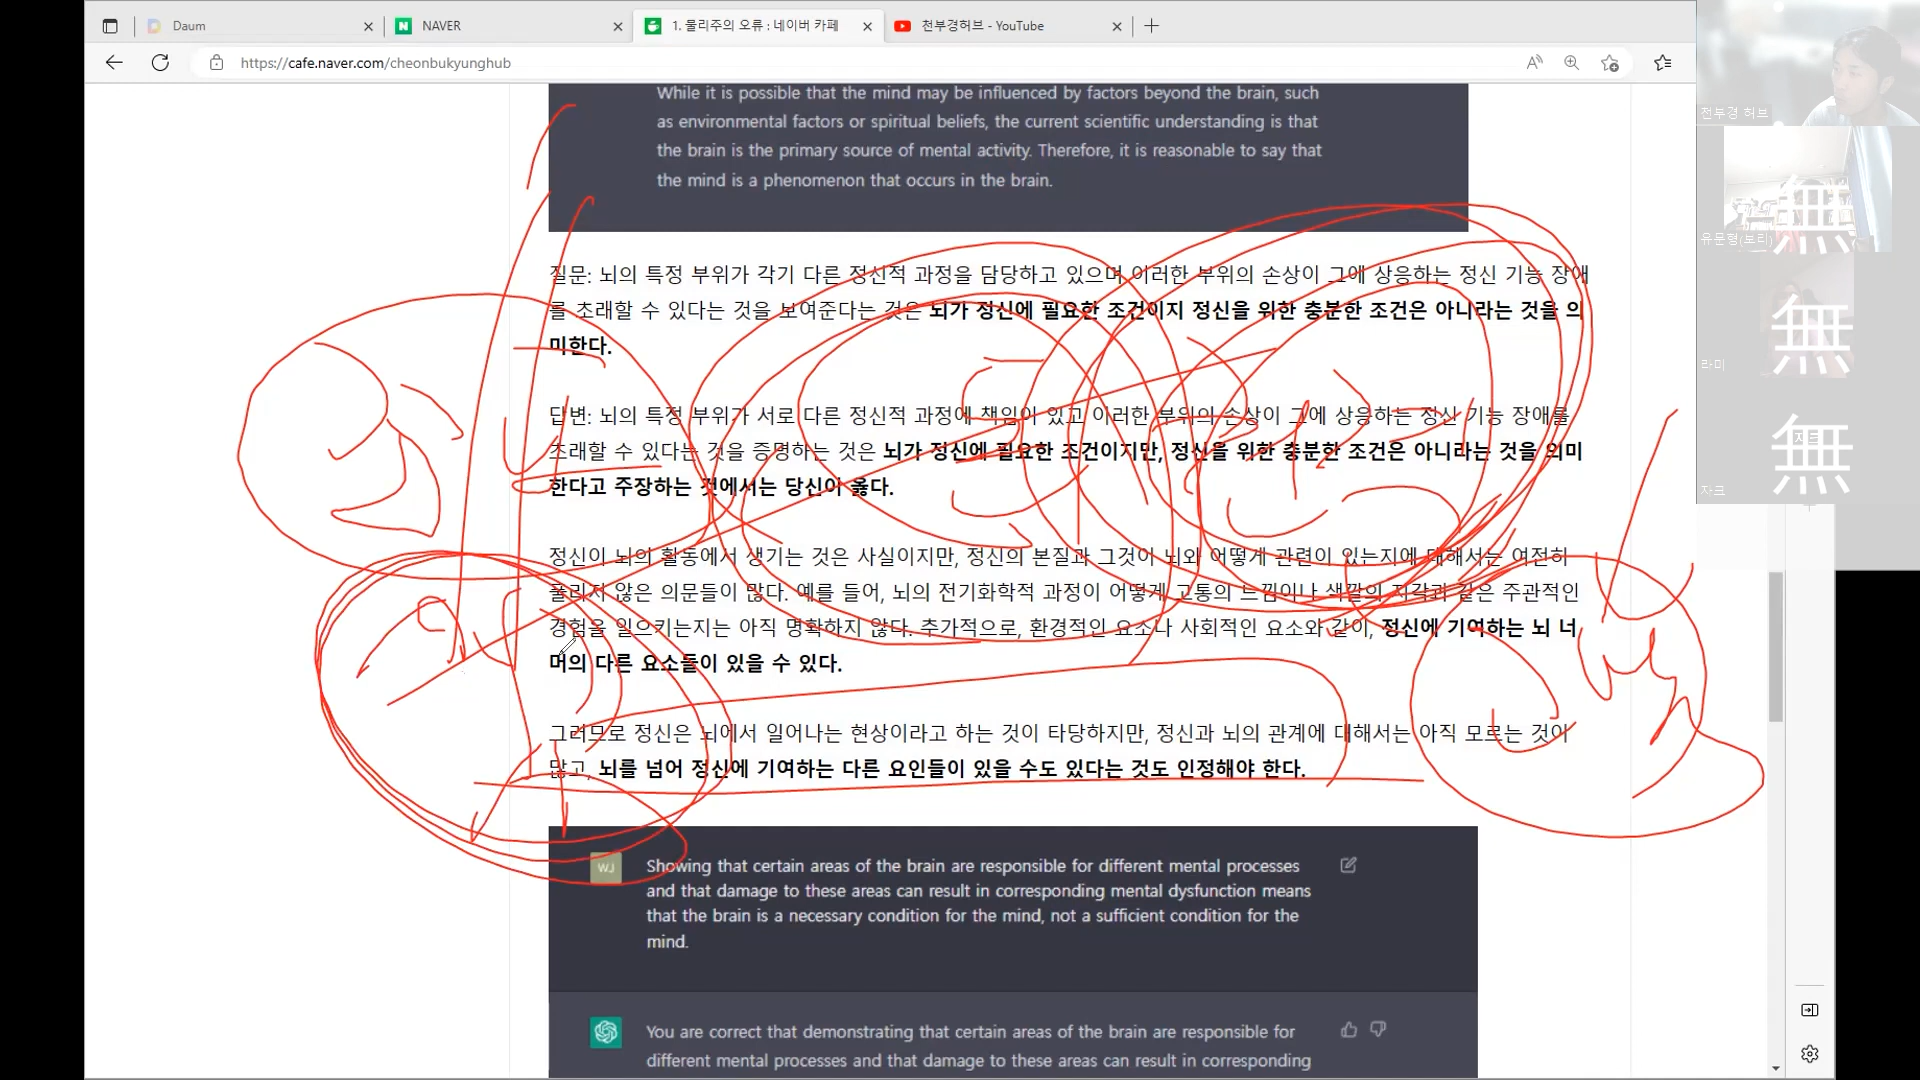 Daum
NAVER
1. 물리주의 오류 : 네이버 카페
천부경허브 - YouTube
https://cafe.naver.com/cheonbukyunghub
While it is possible that the mind may be influenced by factors beyond the brain, such
as environmental factors or spiritual beliefs, the current scientific understanding is that
the brain is the primary source of mental activity. Therefore, it is reasonable to say that
the mind is a phenomenon that occurs in the brain.
질문: 뇌의 특정 부위가 각기 다른 정신적 과정을 담당하고 있으며 이러한 부위의 손상이 그에 상응하는 정신 기능 장애
를 초래할 수 있다는 것을 보여준다는 것은 뇌가 정신에 필요한 조건이지 정신을 위한 충분한 조건은 아니라는 것을 의
미한다.
답변: 뇌의 특정 부위가 서로 다른 정신적 과정에 책임이 있고 이러한 부위의 손상이 그에 상응하는 정신 기능 장애를
초래할 수 있다는 것을 증명하는 것은 뇌가 정신에 필요한 조건이지만, 정신을 위한 충분한 조건은 아니라는 것을 의미
한다고 주장하는 것에서는 당신이 옳다.
정신이 뇌의 활동에서 생기는 것은 사실이지만, 정신의 본질과 그것이 뇌와 어떻게 관련이 있는지에 대해서는 여전히
풀리지 않은 의문들이 많다. 예를 들어, 뇌의 전기화학적 과정이 어떻게 고통의 느낌이나 색깔의 지각과 같은 주관적인
경험을 일으키는지는 아직 명확하지 않다. 추가적으로, 환경적인 요소나 사회적인 요소와 같이, 정신에 기여하는 뇌 너
머의 다른 요소들이 있을 수 있다.
그러므로 정신은 뇌에서 일어나는 현상이라고 하는 것이 타당하지만, 정신과 뇌의 관계에 대해서는 아직 모르는 것이
많고, 뇌를 넘어 정신에 기여하는 다른 요인들이 있을 수도 있다는 것도 인정해야 한다.
WJ
Showing that certain areas of the brain are responsible for different mental processes
and that damage to these areas can result in corresponding mental dysfunction means
that the brain is a necessary condition for the mind, not a sufficient condition for the
mind.
You are correct that demonstrating that certain areas of the brain are responsible for
different mental processes and that damage to these areas can result in corresponding
천부경 허브
無
유문형(보리)
無
라미
無
자크
자크